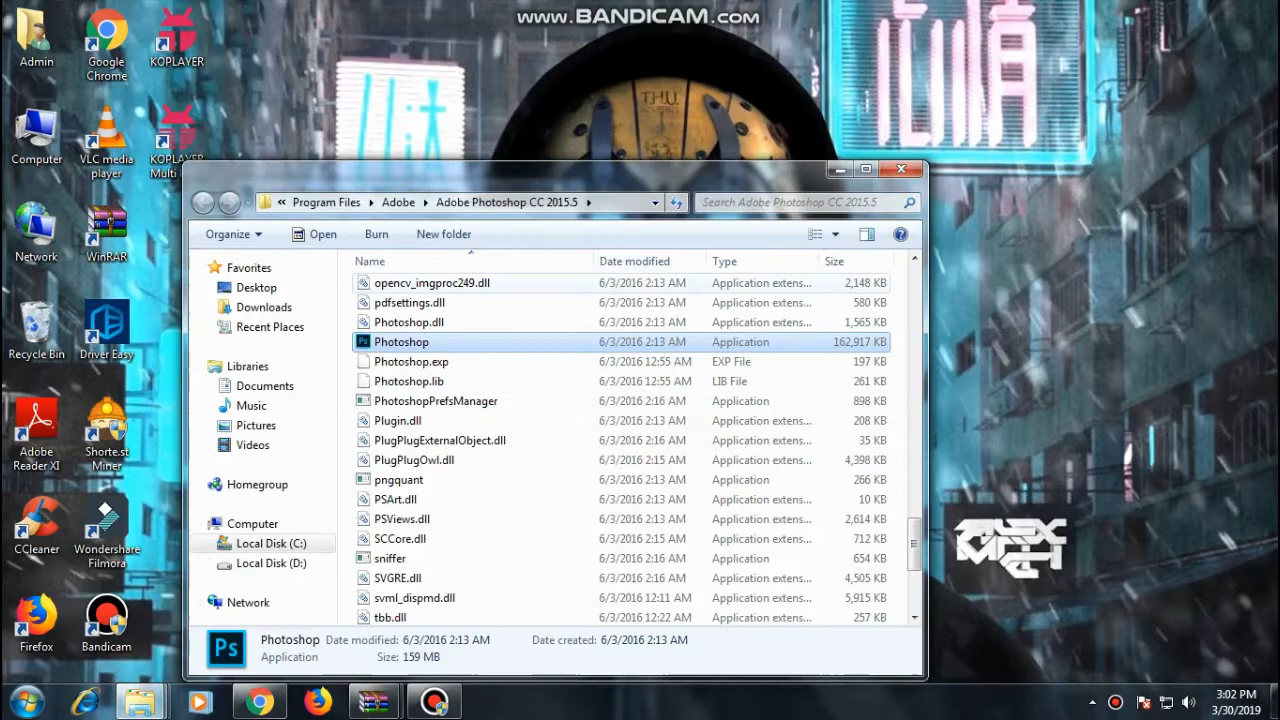 www.BANDICAM.com
Admin
Google
Chrome
KOPLAYER
Computer
VLC media
player
KOPLAYER
Multi
Network
WinRAR
Recycle Bin
Driver Easy
Adobe
Reader XI
Shorte.st
Miner
CCleaner
Wondershare
Filmora
Firefox
Bandicam
T.H.U.
心情
« Program Files Adobe Adobe Photoshop CC 2015.5
Search Adobe Photoshop CC 2015.5
Organize Open Burn New folder
Favorites
Desktop
Downloads
Recent Places
Libraries
Documents
Music
Pictures
Videos
Homegroup
Computer
Local Disk (C:)
Local Disk (D:)
Network
Name Date modified Type Size
opencv_imgproc249.dll 6/3/2016 2:13 AM Application extens... 2,148 KB
pdfsettings.dll 6/3/2016 2:13 AM Application extens... 580 KB
Photoshop.dll 6/3/2016 2:13 AM Application extens... 1,565 KB
Ps Photoshop 6/3/2016 2:13 AM Application 162,917 KB
Photoshop.exp 6/3/2016 12:55 AM EXP File 197 KB
Photoshop.lib 6/3/2016 12:55 AM LIB File 261 KB
PhotoshopPrefsManager 6/3/2016 2:16 AM Application 898 KB
Plugin.dll 6/3/2016 2:13 AM Application extens... 208 KB
PlugPlugExternalObject.dll 6/3/2016 2:16 AM Application extens... 35 KB
PlugPlugOwl.dll 6/3/2016 2:15 AM Application extens... 4,398 KB
pngquant 6/3/2016 2:13 AM Application 266 KB
PSArt.dll 6/3/2016 2:13 AM Application extens... 10 KB
PSViews.dll 6/3/2016 2:13 AM Application extens... 2,614 KB
SCCore.dll 6/3/2016 2:15 AM Application extens... 712 KB
sniffer 6/3/2016 2:13 AM Application 654 KB
SVGRE.dll 6/3/2016 2:13 AM Application extens... 4,505 KB
svml_dispmd.dll 6/3/2016 12:11 AM Application extens... 5,915 KB
tbb.dll 6/3/2016 12:22 AM Application extens... 257 KB
Ps
Photoshop Date modified: 6/3/2016 2:13 AM Date created: 6/3/2016 2:13 AM
Application Size: 159 MB
3:02 PM
3/30/2019